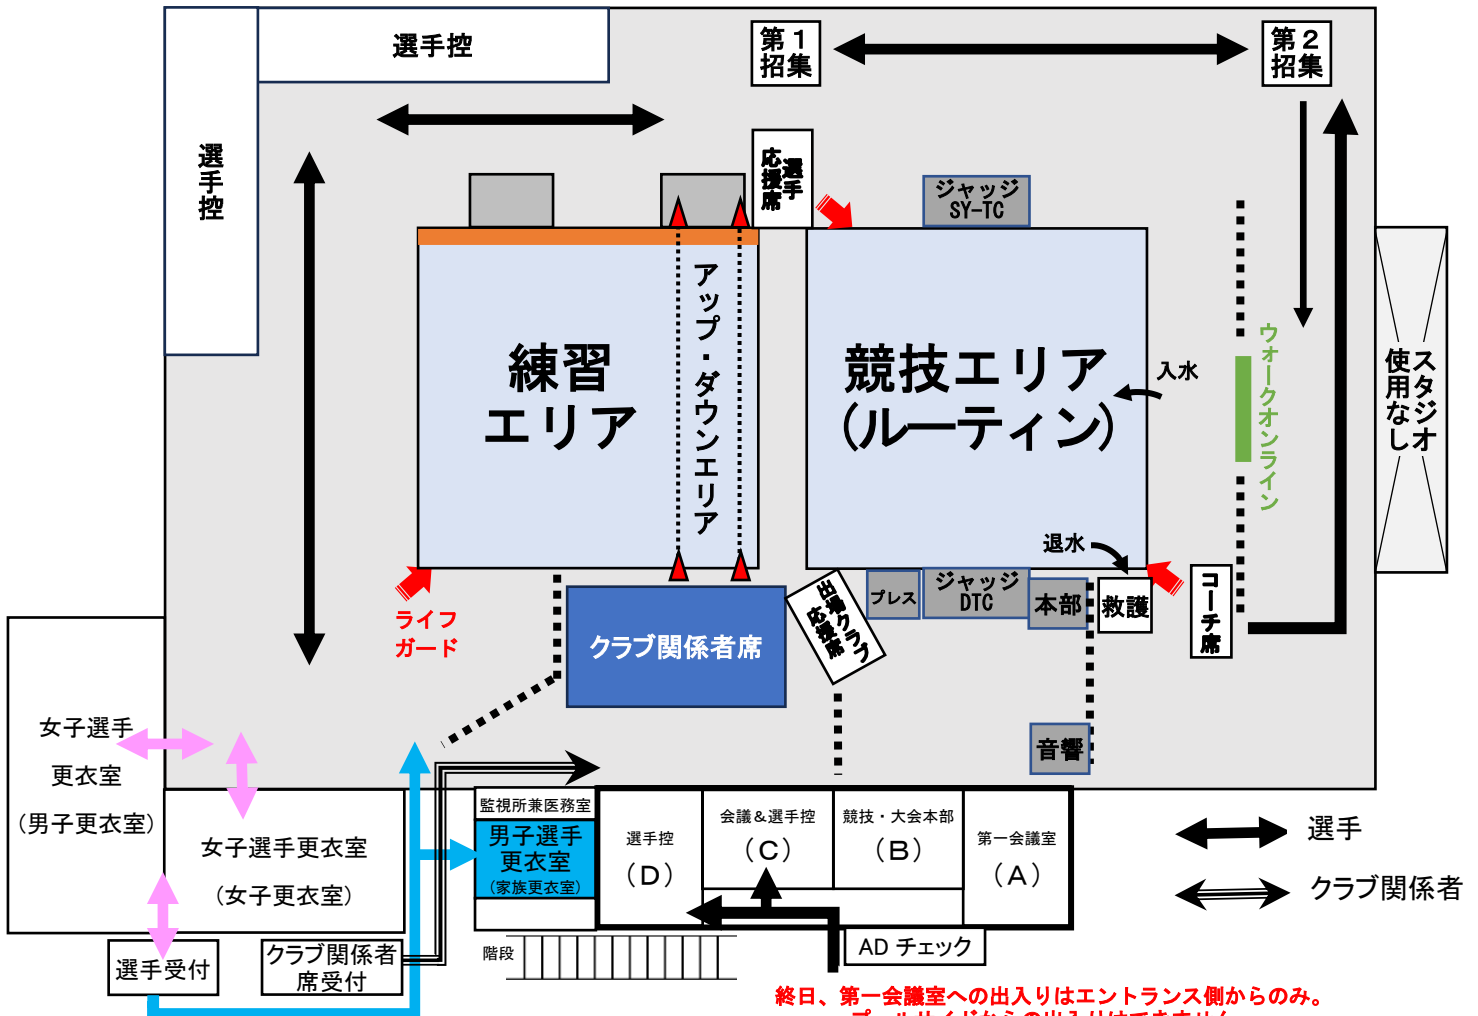 選手控
第１
招集
第２
招集
選手控
選手
応援席
ジャッジ
SY-TC
アップ・ダウンエリア
練習
エリア
競技エリア
(ルーティン)
入水
ウォークオンライン
スタジオ
使用なし
退水
ライフ
ガード
クラブ関係者席
出場クラブ
応援席
プレス
ジャッジ
DTC
本部
救護
コーチ席
音響
女子選手
更衣室
(男子更衣室)
女子選手更衣室
(女子更衣室)
監視所兼医務室
男子選手
更衣室
(家族更衣室)
選手控
(D)
会議＆選手控
(C)
競技・大会本部
(B)
第一会議室
(A)
選手
クラブ関係者
階段
AD チェック
選手受付
クラブ関係者
席受付
終日、第一会議室への出入りはエントランス側からのみ。